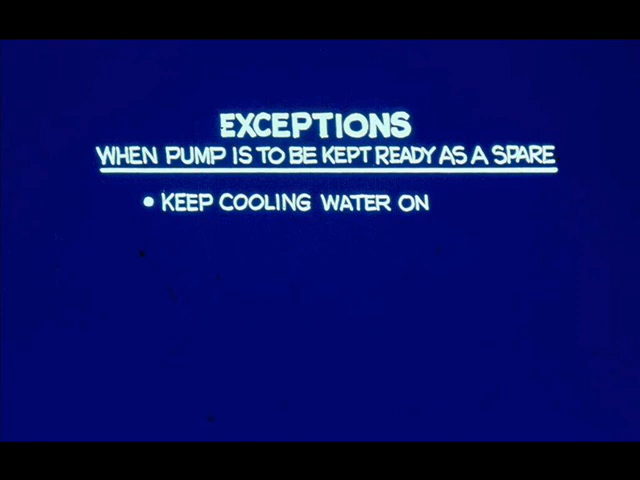 EXCEPTIONS
WHEN PUMP IS TO BE KEPT READY AS A SPARE
• KEEP COOLING WATER ON